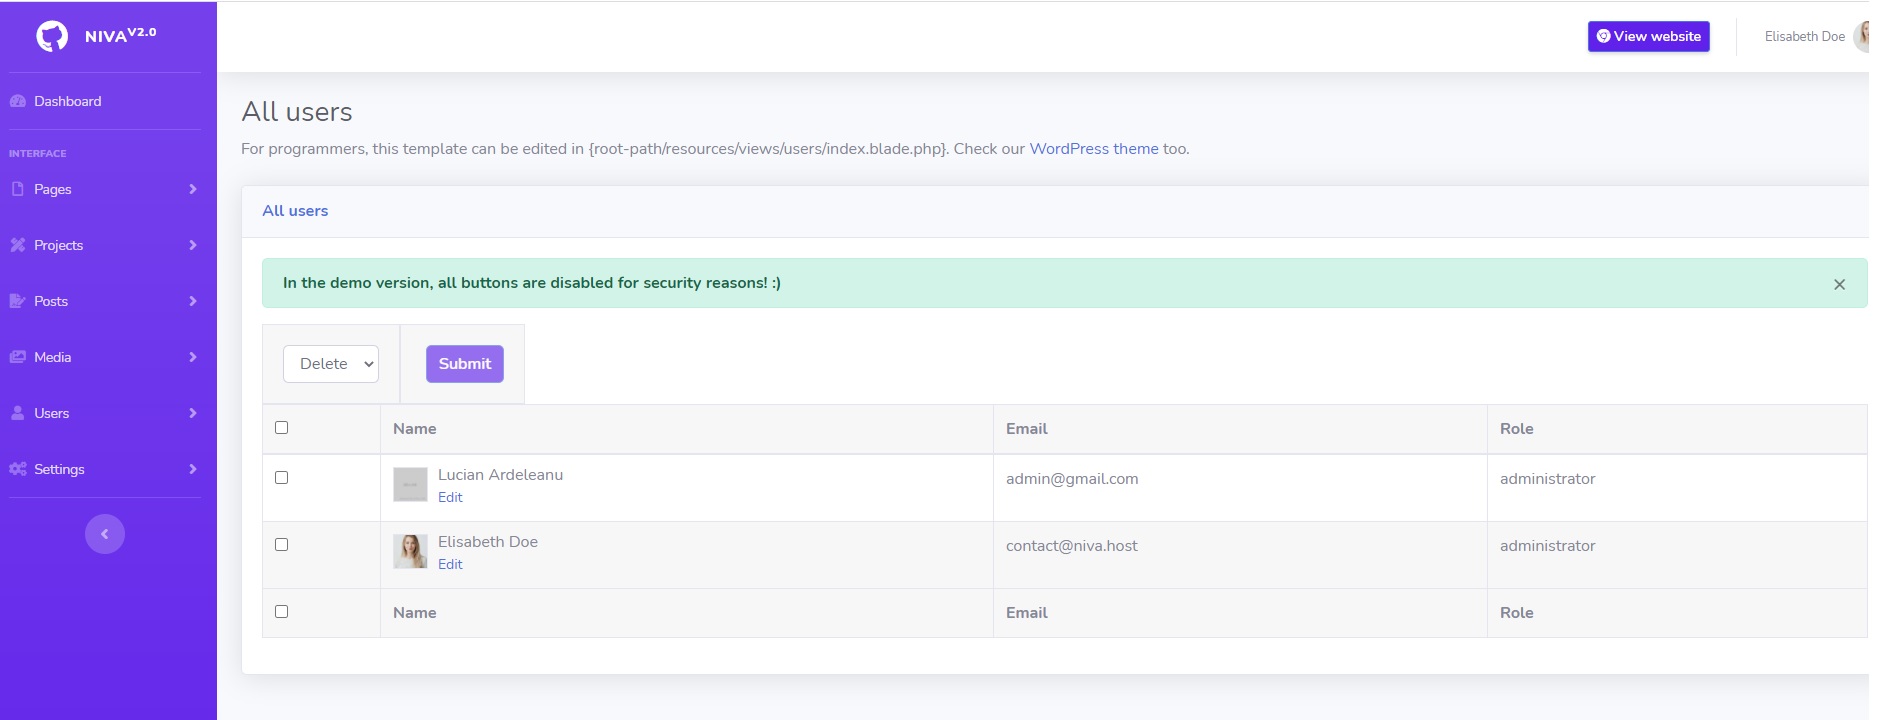 NIVA V2.0
View website
Elisabeth Doe
Dashboard
INTERFACE
Pages
Projects
Posts
Media
Users
Settings
All users
For programmers, this template can be edited in {root-path/resources/views/users/index.blade.php}. Check our WordPress theme too.
All users
In the demo version, all buttons are disabled for security reasons! :)
×
Delete
Submit
Name Email Role
Lucian Ardeleanu admin@gmail.com administrator
Edit
Elisabeth Doe contact@niva.host administrator
Edit
Name Email Role